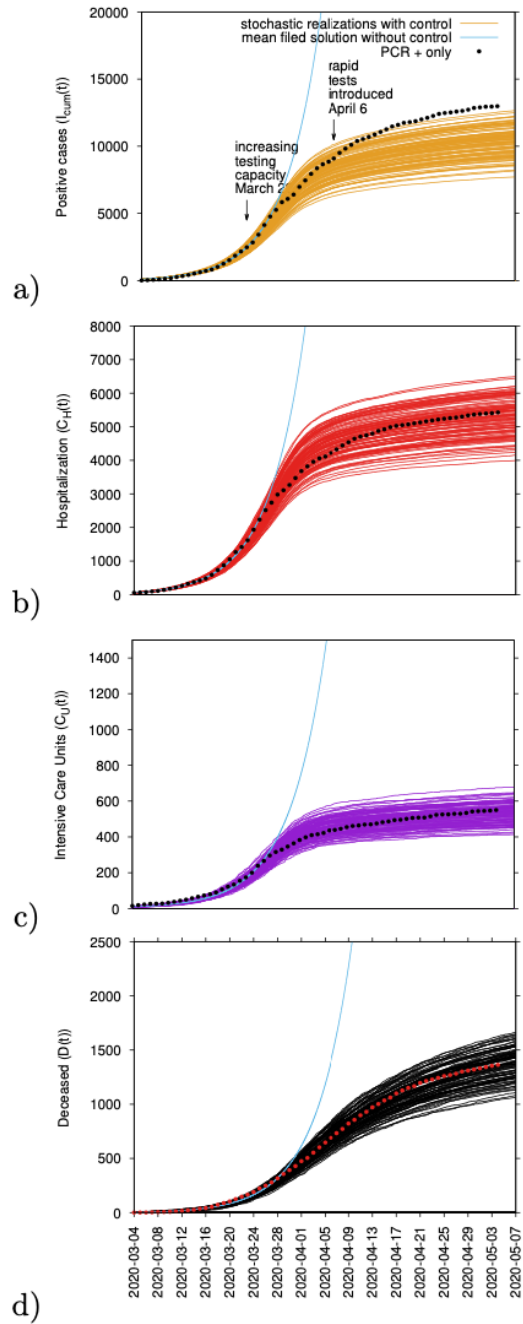 stochastic realizations with control
mean filed solution without control
PCR + only
rapid
tests
introduced
April 6
increasing
testing
capacity
March 2
Positive cases (I_cum(t))
20000
15000
10000
5000
0
a)
Hospitalization (C_H(t))
8000
7000
6000
5000
4000
3000
2000
1000
0
b)
Intensive Care Units (C_U(t))
1400
1200
1000
800
600
400
200
0
c)
Deceased (D(t))
2500
2000
1500
1000
500
0
2020-03-04
2020-03-08
2020-03-12
2020-03-16
2020-03-20
2020-03-24
2020-03-28
2020-04-01
2020-04-05
2020-04-09
2020-04-13
2020-04-17
2020-04-21
2020-04-25
2020-04-29
2020-05-03
2020-05-07
d)